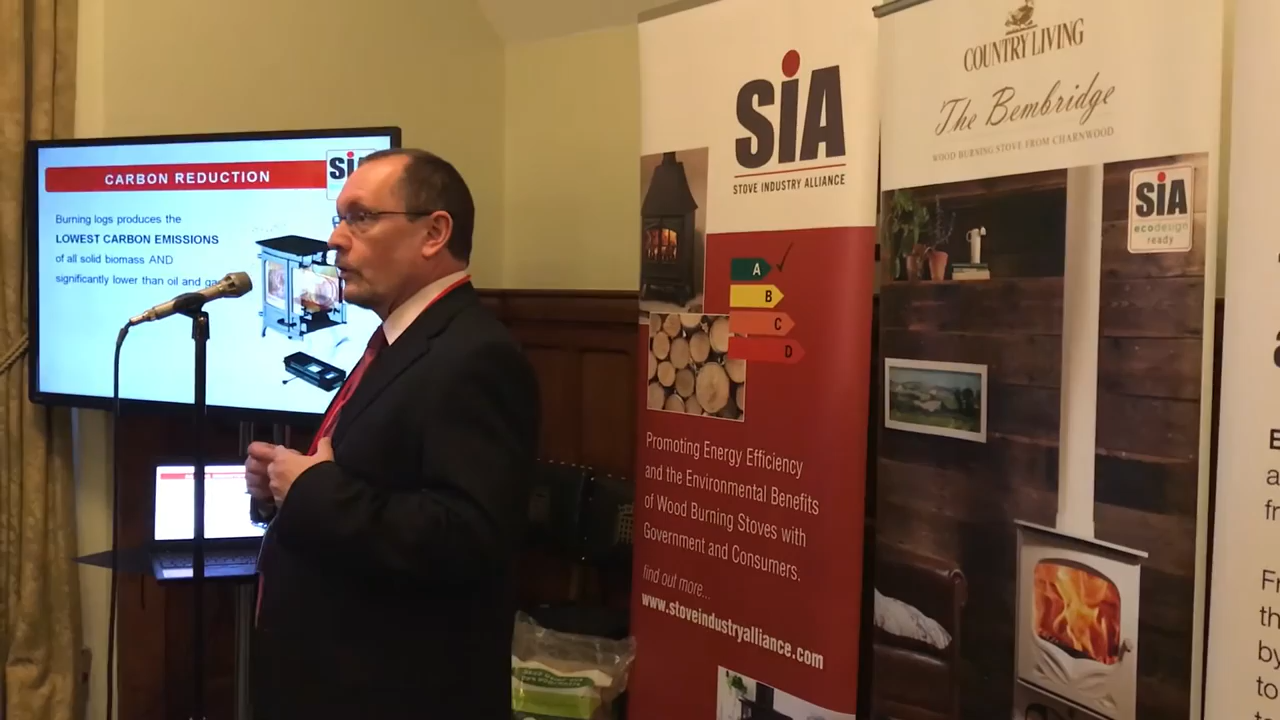 CARBON REDUCTION
Burning logs produces the
LOWEST CARBON EMISSIONS
of all solid biomass AND
significantly lower than oil and
SiA
STOVE INDUSTRY ALLIANCE
A
B
C
D
Promoting Energy Efficiency
and the Environmental Benefits
of Wood Burning Stoves with
Government and Consumers.
find out more...
www.stoveindustryalliance.com
COUNTRY LIVING
The Bembridge
WOOD BURNING STOVE FROM CHARNWOOD
SiA
ecodesign
ready